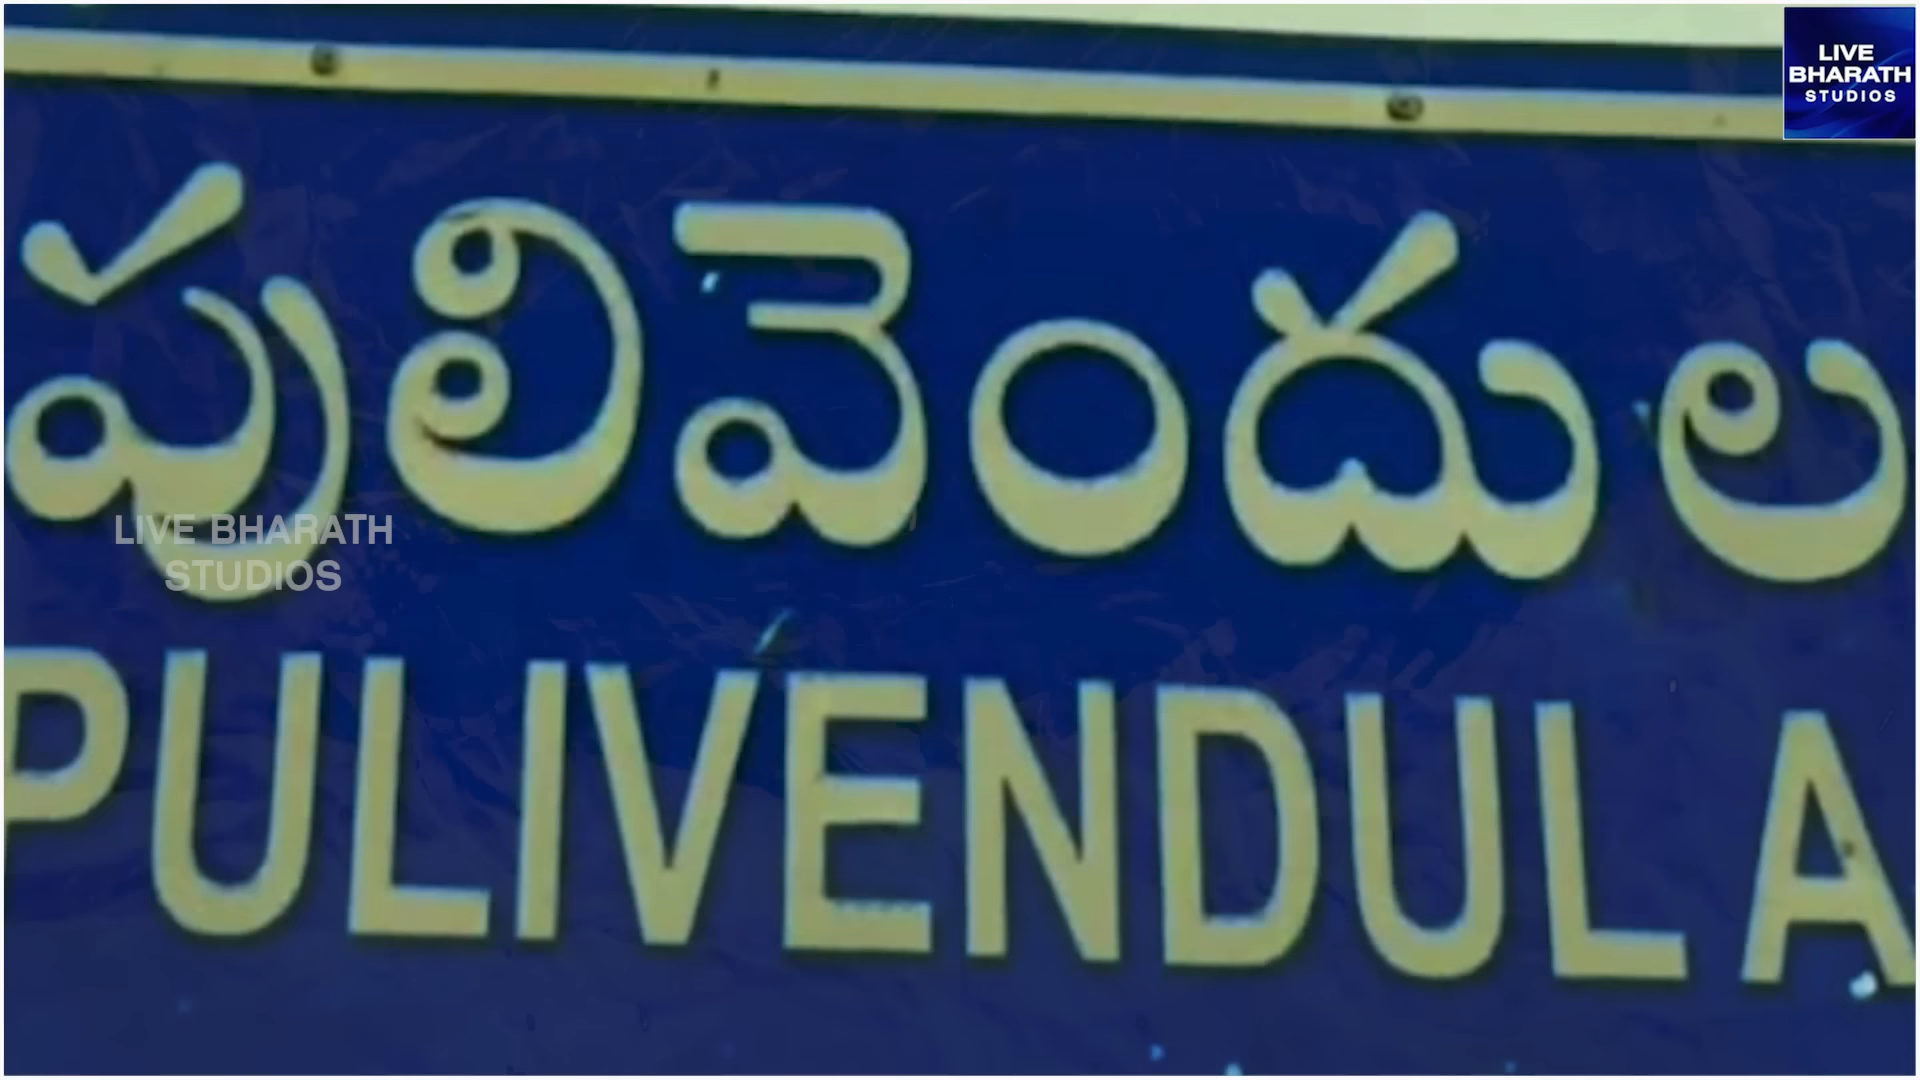 LIVE
BHARATH
STUDIOS
పులివెందుల
LIVE BHARATH
STUDIOS
PULIVENDULA